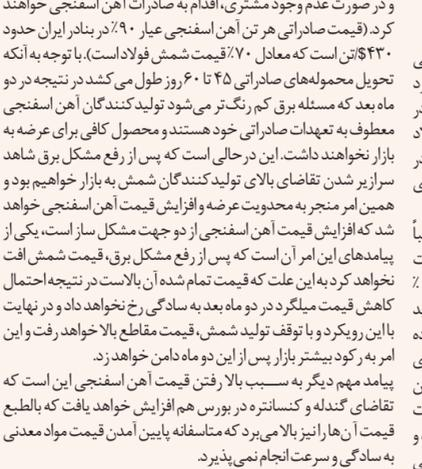 و در صورت عدم وجود مشتری، اقدام به صادرات آهن اسفنجی خواهند
کرد. (قیمت صادراتی هر تن آهن اسفنجی عیار ۹۰٪ در بنادر ایران حدود
۴۳۰$/تن است که معادل ۷۰٪ قیمت شمش فولاد است). با توجه به آنکه
تحویل محموله‌های صادراتی ۴۵ تا ۶۰ روز طول می‌کشد در نتیجه در دو
ماه بعد که مسئله برق کم رنگ‌تر می‌شود تولیدکنندگان آهن اسفنجی
معطوف به تعهدات صادراتی خود هستند و محصول کافی برای عرضه به
بازار نخواهند داشت. این در حالی است که پس از رفع مشکل برق شاهد
سرازیر شدن تقاضای بالای تولیدکنندگان شمش به بازار خواهیم بود و
همین امر منجر به محدویت عرضه و افزایش قیمت آهن اسفنجی خواهد
شد که افزایش قیمت آهن اسفنجی از دو جهت مشکل ساز است، یکی از
پیامدهای این امر آن است که پس از رفع مشکل برق، قیمت شمش افت
نخواهد کرد به این علت که قیمت تمام شده آن بالاست در نتیجه احتمال
کاهش قیمت میلگرد در دو ماه بعد به سادگی رخ نخواهد داد و در نهایت
با این رویکرد و با توقف تولید شمش، قیمت مقاطع بالا خواهد رفت و این
امر به رکود بیشتر بازار پس از این دو ماه دامن خواهد زد.
پیامد مهم دیگر به سبب بالا رفتن قیمت آهن اسفنجی این است که
تقاضای گندله و کنسانتره در بورس هم افزایش خواهد یافت که بالطبع
قیمت آن‌ها را نیز بالا می‌برد که متاسفانه پایین آمدن قیمت مواد معدنی
به سادگی و سرعت انجام نمی‌پذیرد.